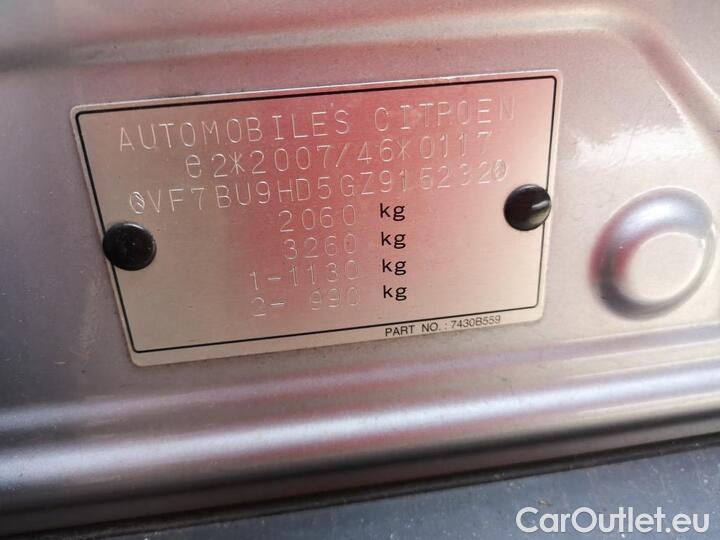 AUTOMOBILES CITROEN
e2*2007/46*0117
VF7BU9HD5GZ9152320
2060 kg
3260 kg
1-1130 kg
2- 990 kg
PART NO. : 7430B559
CarOutlet.eu